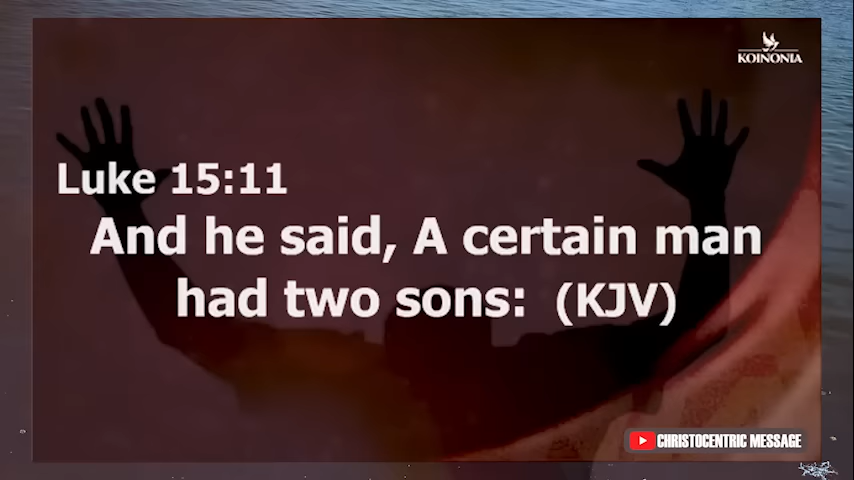 KOINONIA
Luke 15:11
And he said, A certain man
had two sons: (KJV)
CHRISTOCENTRIC MESSAGE